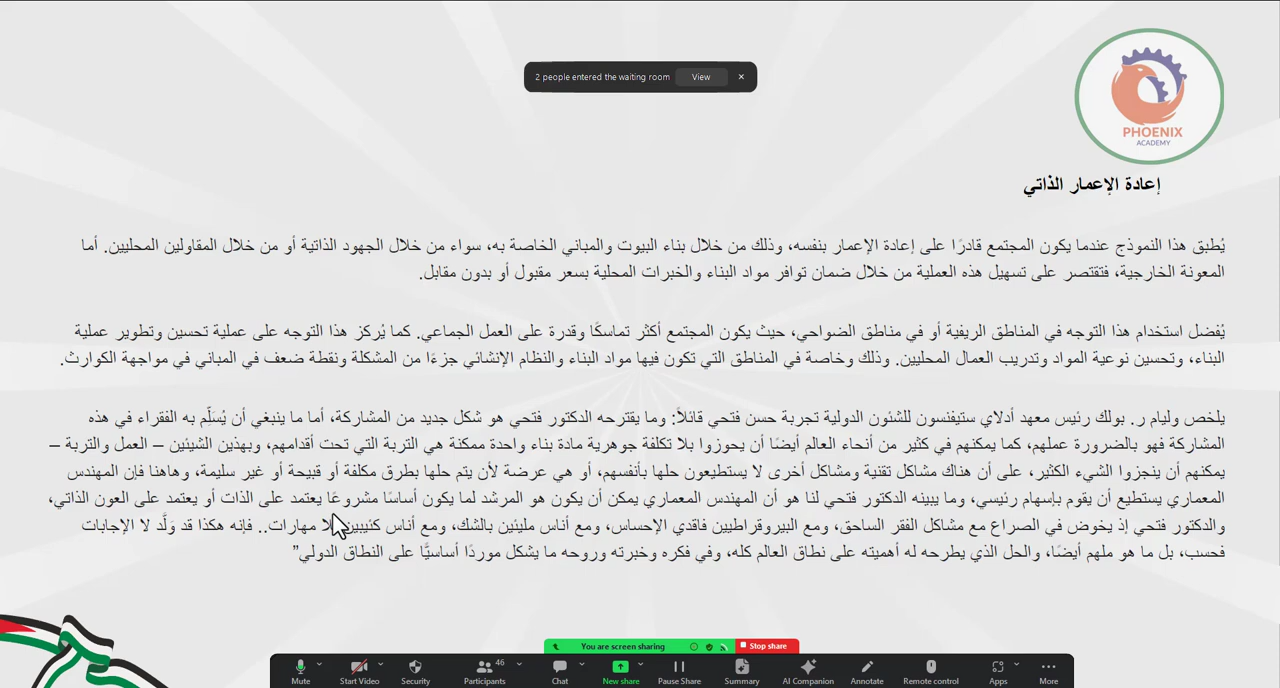 2 people entered the waiting room View ×
PHOENIX
ACADEMY
إعادة الإعمار الذاتي
يُطبق هذا النموذج عندما يكون المجتمع قادرًا على إعادة الإعمار بنفسه، وذلك من خلال بناء البيوت والمباني الخاصة به، سواء من خلال الجهود الذاتية أو من خلال المقاولين المحليين. أما
المعونة الخارجية، فتقتصر على تسهيل هذه العملية من خلال ضمان توافر مواد البناء والخبرات المحلية بسعر مقبول أو بدون مقابل.
يُفضل استخدام هذا التوجه في المناطق الريفية أو في مناطق الضواحي، حيث يكون المجتمع أكثر تماسكًا وقدرة على العمل الجماعي. كما يُركز هذا التوجه على عملية تحسين وتطوير عملية
البناء، وتحسين نوعية المواد وتدريب العمال المحليين. وذلك وخاصة في المناطق التي تكون فيها مواد البناء والنظام الإنشائي جزءًا من المشكلة ونقطة ضعف في المباني في مواجهة الكوارث.
يلخص وليام ر. بولك رئيس معهد أدلاي ستيفنسون للشئون الدولية تجربة حسن فتحي قائلاً: وما يقترحه الدكتور فتحي هو شكل جديد من المشاركة، أما ما ينبغي أن يُسَلِّم به الفقراء في هذه
المشاركة فهو بالضرورة عملهم، كما يمكنهم في كثير من أنحاء العالم أيضًا أن يحوزوا بلا تكلفة جوهرية مادة بناء واحدة ممكنة هي التربة التي تحت أقدامهم، وبهذين الشيئين – العمل والتربة –
يمكنهم أن ينجزوا الشيء الكثير، على أن هناك مشاكل تقنية ومشاكل أخرى لا يستطيعون حلها بأنفسهم، أو هي عرضة لأن يتم حلها بطرق مكلفة أو قبيحة أو غير سليمة، وهاهنا فإن المهندس
المعماري يستطيع أن يقوم بإسهام رئيسي، وما يبينه الدكتور فتحي لنا هو أن المهندس المعماري يمكن أن يكون هو المرشد لما يكون أساسًا مشروعًا يعتمد على الذات أو يعتمد على العون الذاتي،
والدكتور فتحي إذ يخوض في الصراع مع مشاكل الفقر الساحق، ومع البيروقراطيين فاقدي الإحساس، ومع أناس مليئين بالشك، ومع أناس كئيبين بلا مهارات.. فإنه هكذا قد وَلَّد لا الإجابات
فحسب، بل ما هو ملهم أيضًا، والحل الذي يطرحه له أهميته على نطاق العالم كله، وفي فكره وخبرته وروحه ما يشكل موردًا أساسيًّا على النطاق الدولي"
You are screen sharing Stop share
Mute Start Video Security Participants 46 Chat New share Pause Share Summary AI Companion Annotate Remote control Apps More